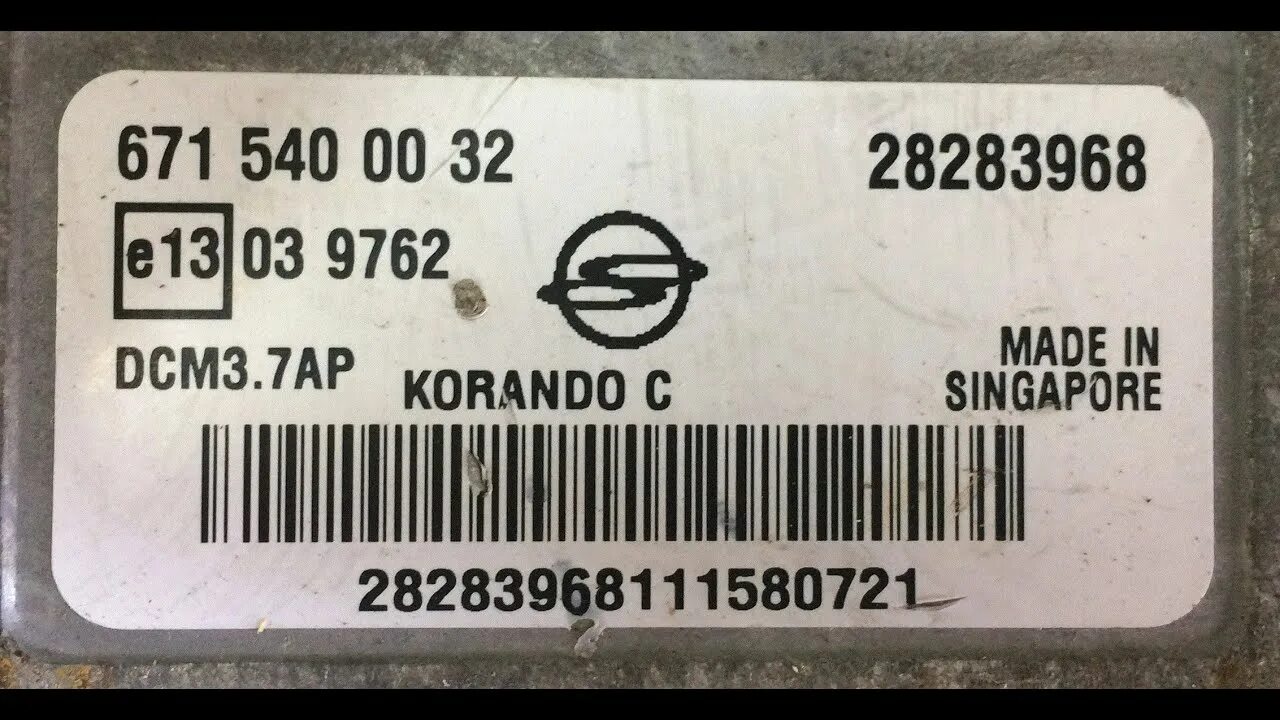 671 540 00 32
28283968
e13 03 9762
DCM3.7AP
KORANDO C
MADE IN
SINGAPORE
28283968111580721